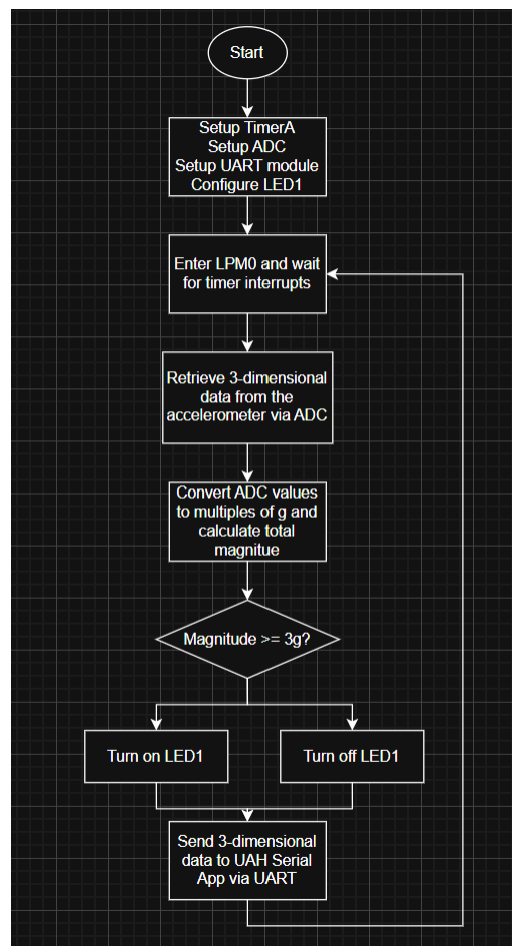 Start
Setup TimerA
Setup ADC
Setup UART module
Configure LED1
Enter LPM0 and wait
for timer interrupts
Retrieve 3-dimensional
data from the
accelerometer via ADC
Convert ADC values
to multiples of g and
calculate total
magnitue
Magnitude >= 3g?
Turn on LED1
Turn off LED1
Send 3-dimensional
data to UAH Serial
App via UART